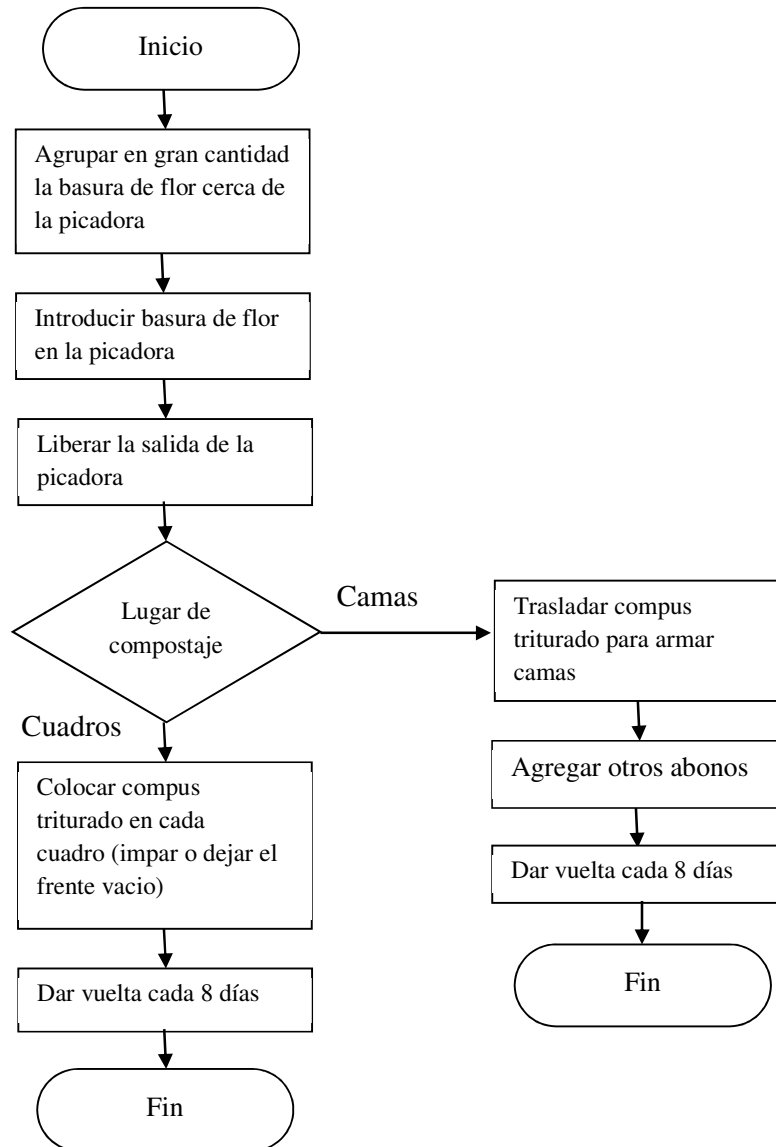 Inicio
Agrupar en gran cantidad
la basura de flor cerca de
la picadora
Introducir basura de flor
en la picadora
Liberar la salida de la
picadora
Lugar de
compostaje
Camas
Trasladar compus
triturado para armar
camas
Agregar otros abonos
Dar vuelta cada 8 días
Fin
Cuadros
Colocar compus
triturado en cada
cuadro (impar o dejar el
frente vacio)
Dar vuelta cada 8 días
Fin